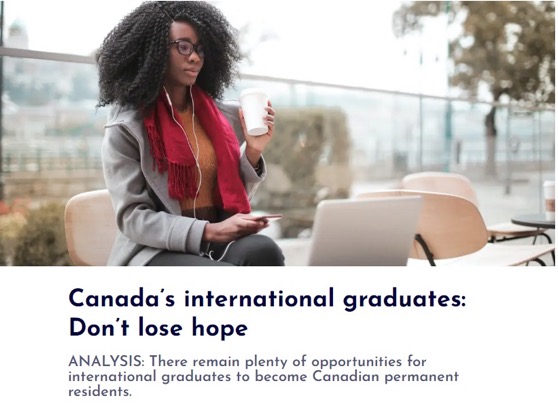 Canada's international graduates:
Don't lose hope
ANALYSIS: There remain plenty of opportunities for
international graduates to become Canadian permanent
residents.